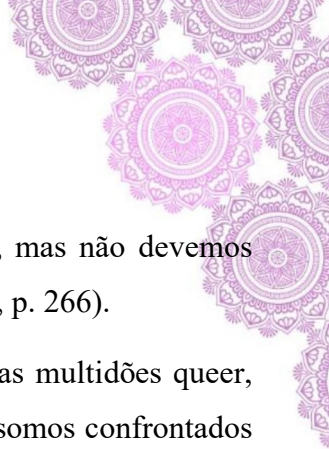 , mas não devemos
, p. 266).
as multidões queer,
somos confrontados